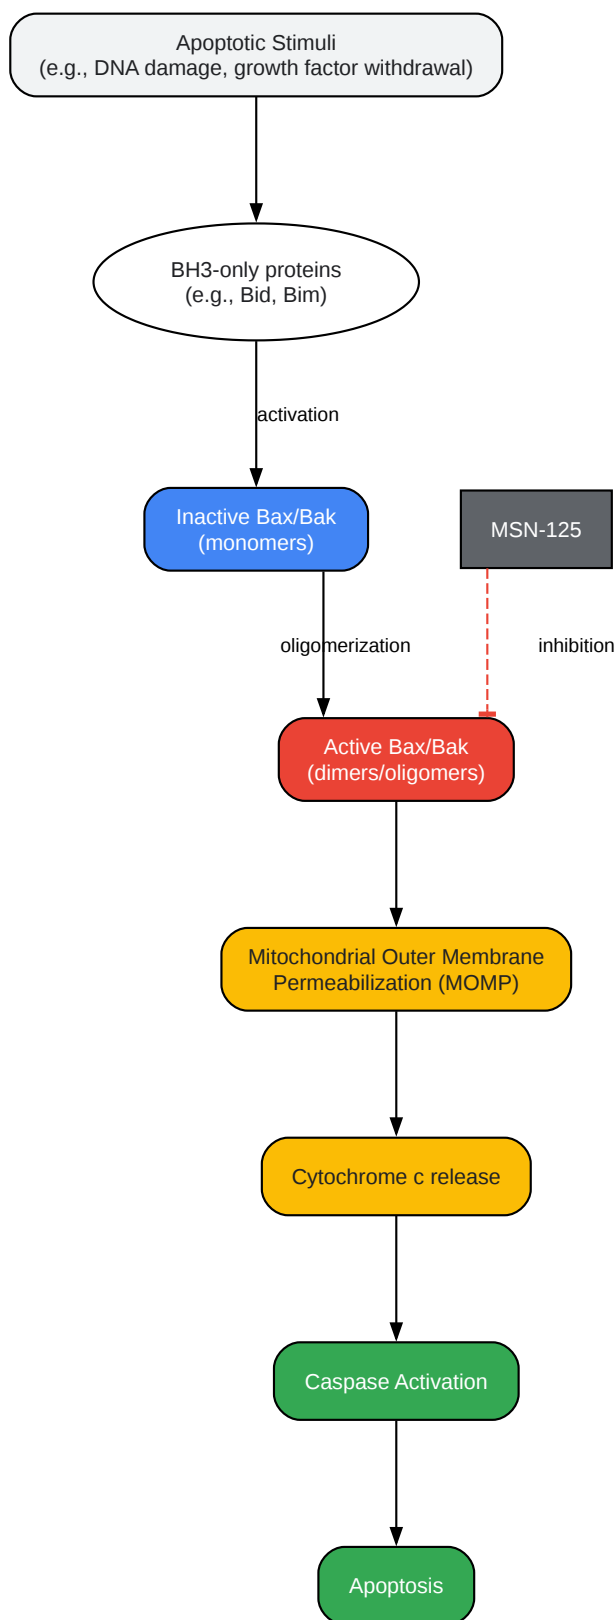 Apoptotic Stimuli
(e.g., DNA damage, growth factor withdrawal)
BH3-only proteins
(e.g., Bid, Bim)
activation
Inactive Bax/Bak
(monomers)
MSN-125
oligomerization
inhibition
Active Bax/Bak
(dimers/oligomers)
Mitochondrial Outer Membrane
Permeabilization (MOMP)
Cytochrome c release
Caspase Activation
Apoptosis